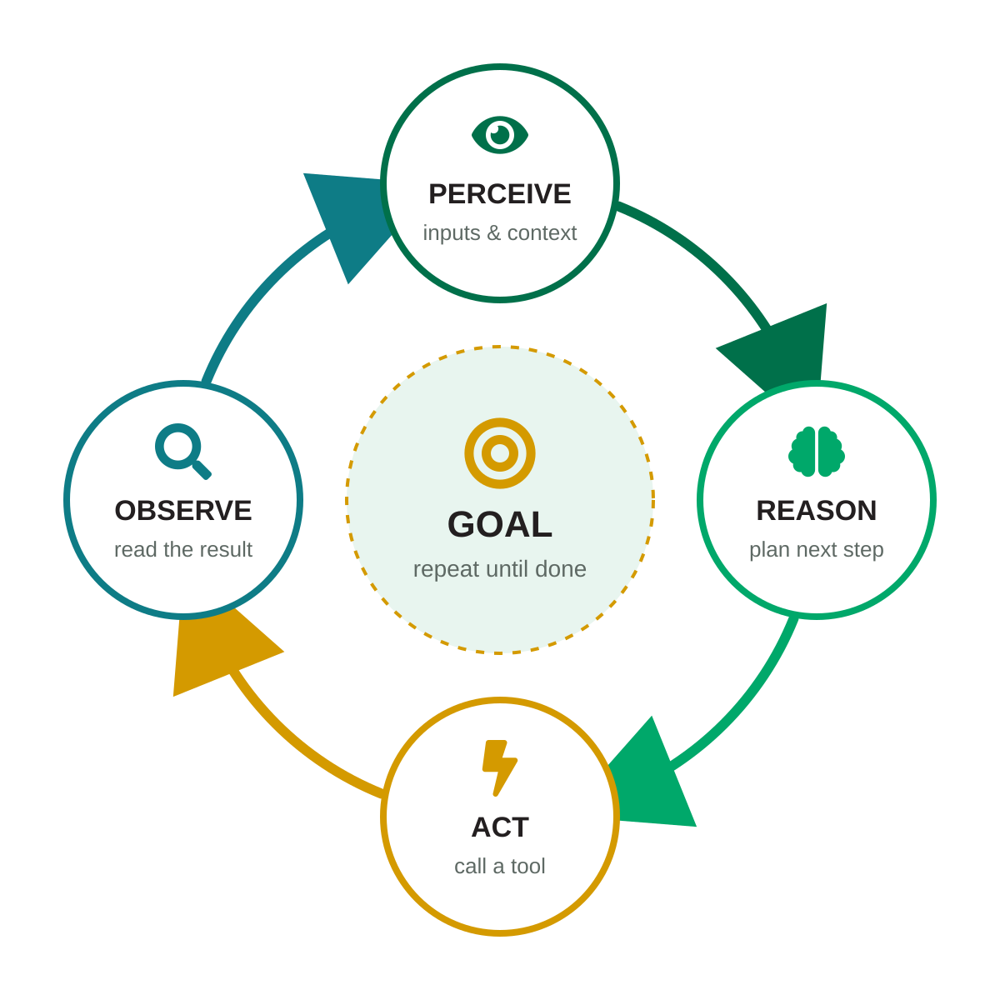 PERCEIVE
inputs & context
OBSERVE
read the result
GOAL
repeat until done
REASON
plan next step
ACT
call a tool